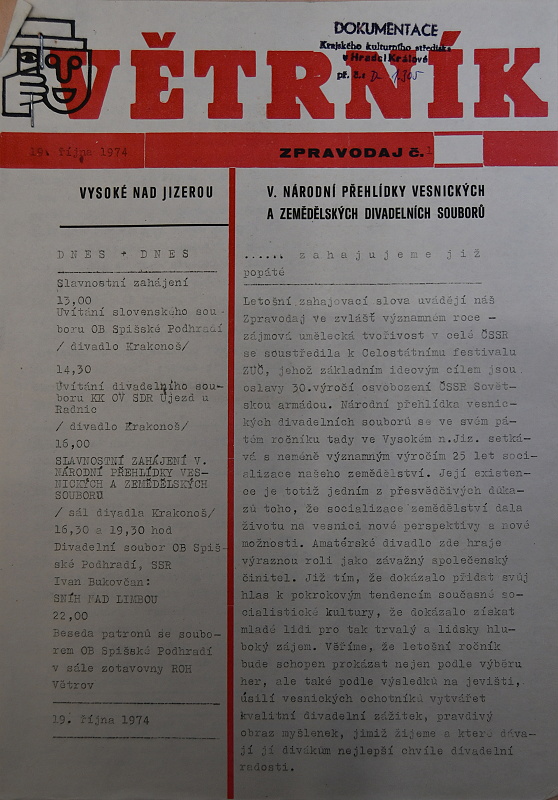 VĚTRNÍK
DOKUMENTACE
Krajského kulturního střediska
v Hradci Králové
př. č.: D 1305
19. října 1974
ZPRAVODAJ č.1
VYSOKÉ NAD JIZEROU
DNES + DNES
Slavnostní zahájení
13,00
Uvítání slovenského sou-
boru OB Spišské Podhradí
/ divadlo Krakonoš/
14,30
Uvítání divadelního sou-
boru KK OV SDR Újezd u
Radnic
/ divadlo Krakonoš/
16,00
SLAVNOSTNÍ ZAHÁJENÍ V.
NÁRODNÍ PŘEHLÍDKY VES-
NICKÝCH A ZEMĚDĚLSKÝCH
SOUBORŮ
/ sál divadla Krakonoš/
16,30 a 19,30 hod
Divadelní soubor OB Spiš-
ské Podhradí, SSR
Ivan Bukovčan:
SNÍH NAD LIMBOU
22,00
Beseda patronů se soubo-
rem OB Spišské Podhradí
v sále zotavovny ROH
Větrov
19. října 1974
V. NÁRODNÍ PŘEHLÍDKY VESNICKÝCH
A ZEMĚDĚLSKÝCH DIVADELNÍCH SOUBORŮ
...... zahajujeme již
popáté
Letošní zahajovací slova uvádějí náš
Zpravodaj ve zvlášť významném roce -
zájmová umělecká tvořivost v celé ČSSR
se soustředila k Celostátnímu festivalu
ZUČ, jehož základním ideovým cílem jsou
oslavy 30.výročí osvobození ČSSR Sovět-
skou armádou. Národní přehlídka vesnic-
kých divadelních souborů se ve svém pá-
tém ročníku tady ve Vysokém n.Jiz. setká-
vá s neméně významným výročím 25 let soci-
alizace našeho zemědělství. Její existen-
ce je totiž jedním z přesvědčivých důka-
zů toho, že socializace zemědělství dala
životu na vesnici nové perspektivy a nové
možnosti. Amatérské divadlo zde hraje
výraznou roli jako závažný společenský
činitel. Již tím, že dokázalo přidat svůj
hlas k pokrokovým tendencím současné so-
cialistické kultury, že dokázalo získat
mladé lidi pro tak trvalý a lidsky hlu-
boký zájem. Věříme, že letošní ročník
bude schopen prokázat nejen podle výběru
her, ale také podle výsledků na jevišti,
úsilí vesnických ochotníků vytvářet
kvalitní divadelní zážitek, pravdivý
obraz myšlenek, jimiž žijeme a které dáva-
jí jí divákům nejlepší chvíle divadelní
radosti.